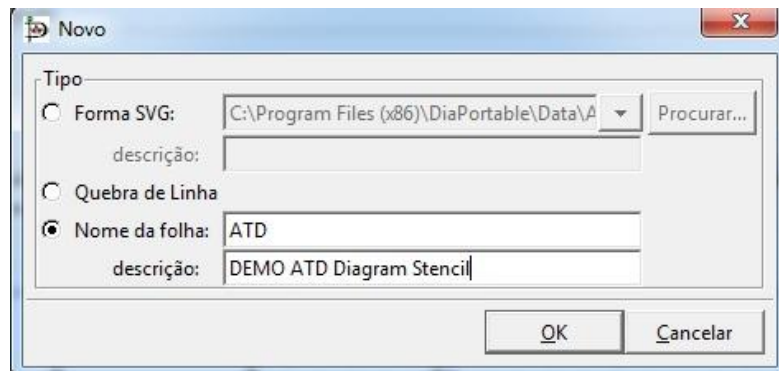 Novo
Tipo
Forma SVG: C:\Program Files (x86)\DiaPortable\Data\A Procurar...
descrição:
Quebra de Linha
Nome da folha: ATD
descrição: DEMO ATD Diagram Stencil
OK Cancelar